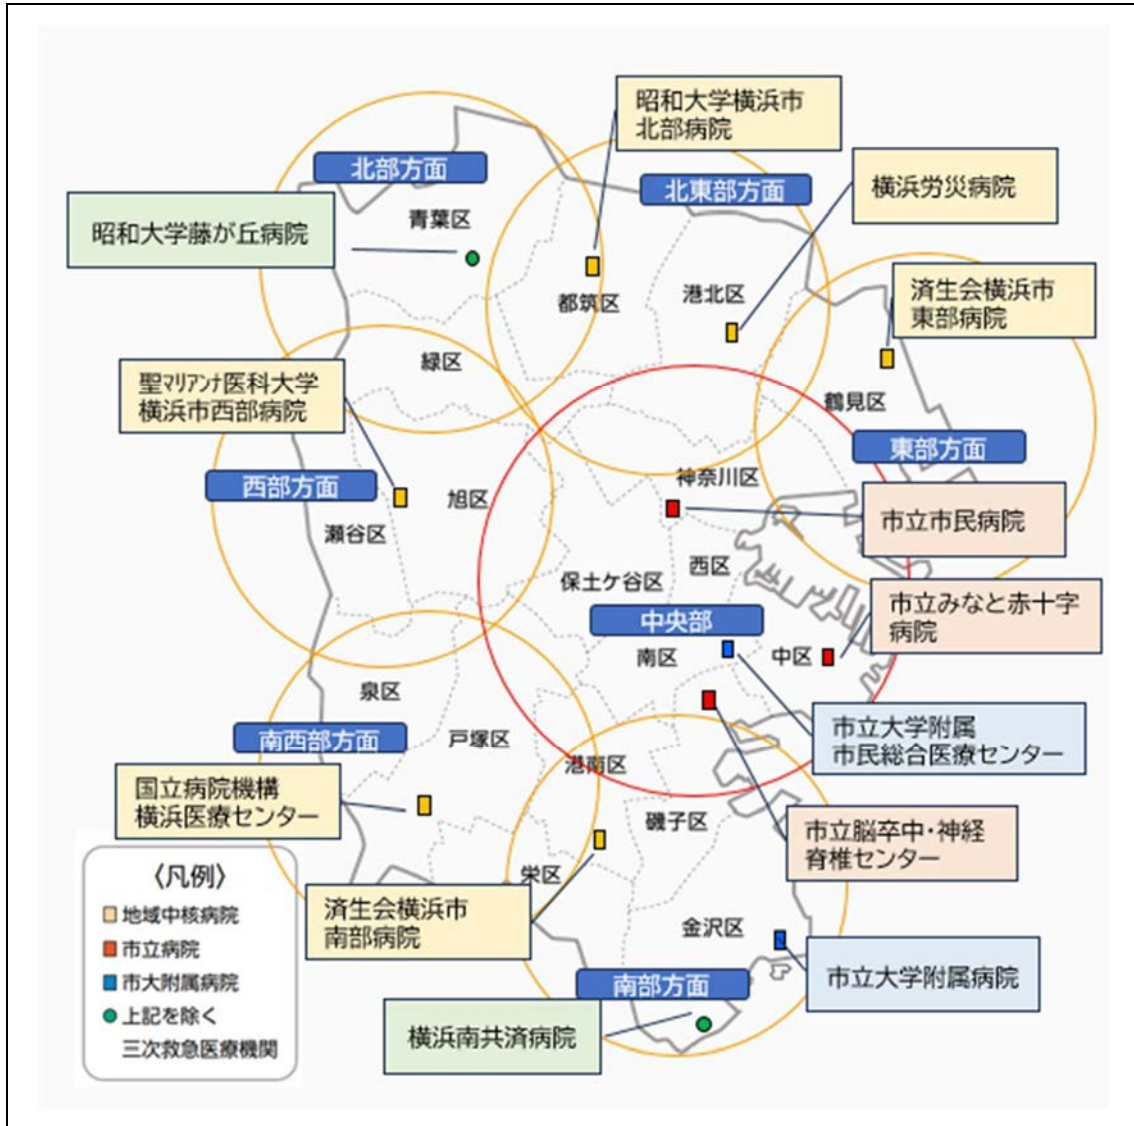 昭和大学横浜市
北部病院
北部方面
北東部方面
横浜労災病院
昭和大学藤が丘病院
青葉区
都筑区
港北区
済生会横浜市
東部病院
緑区
聖ﾏﾘｱﾝﾅ医科大学
横浜市西部病院
鶴見区
東部方面
西部方面
旭区
神奈川区
瀬谷区
市立市民病院
西区
保土ケ谷区
中央部
市立みなと赤十字
病院
南区
中区
泉区
南西部方面
戸塚区
市立大学附属
市民総合医療センター
港南区
国立病院機構
横浜医療センター
磯子区
市立脳卒中・神経
脊椎センター
栄区
済生会横浜市
南部病院
金沢区
市立大学附属病院
南部方面
横浜南共済病院
〈凡例〉
地域中核病院
市立病院
市大附属病院
上記を除く
三次救急医療機関